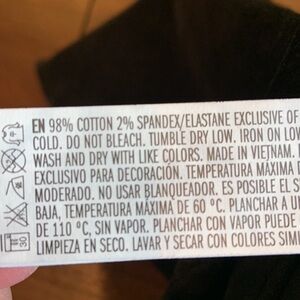 EN 98% COTTON 2% SPANDEX/ELASTANE EXCLUSIVE OF
COLD. DO NOT BLEACH. TUMBLE DRY LOW. IRON ON LOW
WASH AND DRY WITH LIKE COLORS. MADE IN VIETNAM.
EXCLUSIVO PARA DECORACIÓN. TEMPERATURA MÁXIMA
MODERADO. NO USAR BLANQUEADOR. ES POSIBLE EL S
BAJA, TEMPERATURA MÁXIMA DE 60 °C. PLANCHAR A U
DE 110 °C, SIN VAPOR. PLANCHAR CON VAPOR PUEDE
LIMPIEZA EN SECO. LAVAR Y SECAR CON COLORES SIMI